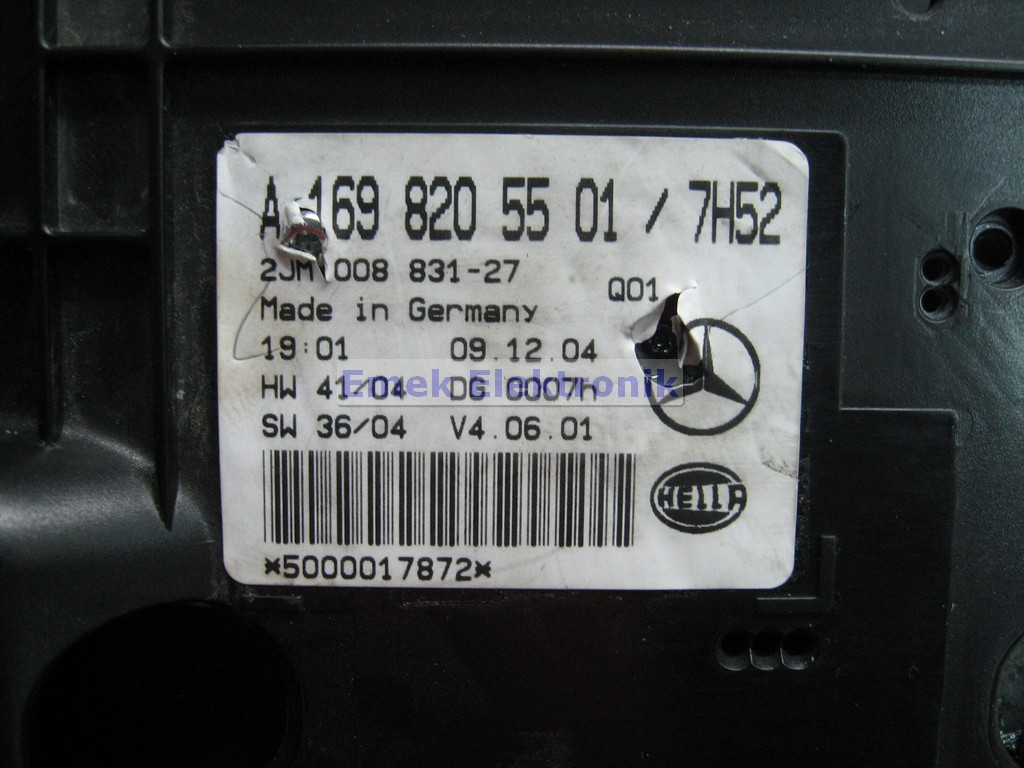 A 169 820 55 01 / 7H52
2JM 008 831-27
Q01
Made in Germany
19:01 09.12.04
HW 41/04 DG 0007h
Emek Elektronik
SW 36/04 V4.06.01
HELLA
*5000017872*